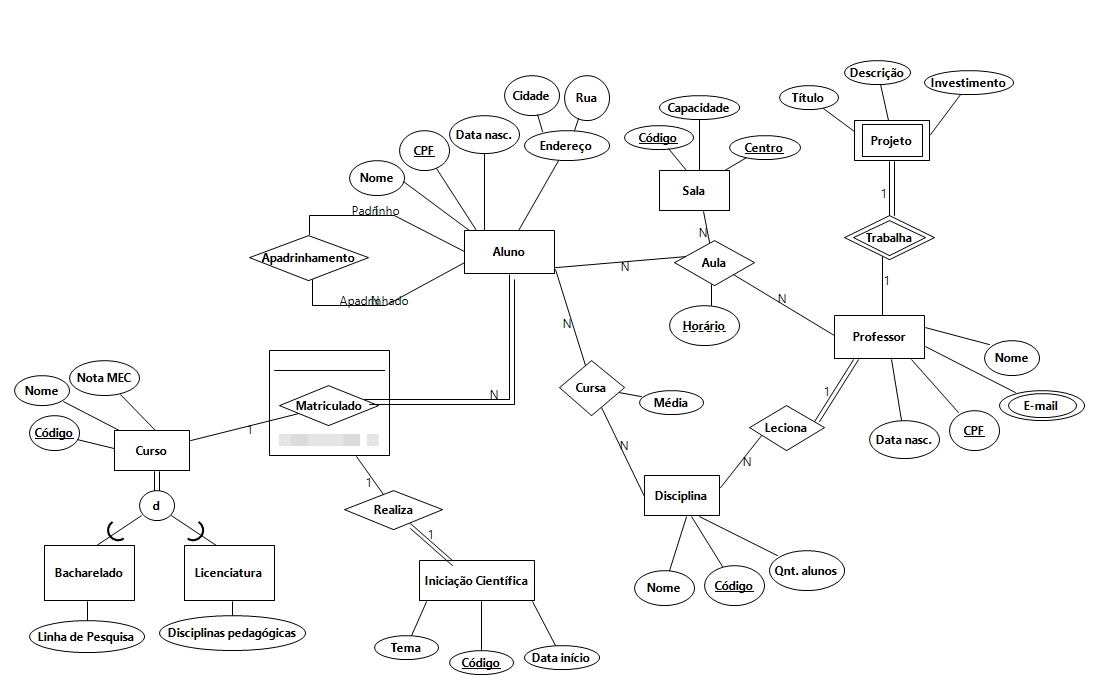 Descrição
Investimento
Título
Projeto
1
Trabalha
1
Cidade
Rua
Data nasc.
Endereço
CPF
Nome
Aluno
Padrinho
1
Apadrinhamento
Apadrinhado
N
Capacidade
Código
Centro
Sala
N
Aula
N
N
Horário
Professor
Nome
E-mail
CPF
Data nasc.
1
Leciona
N
N
Cursa
Média
N
Disciplina
Nome
Código
Qnt. alunos
N
Matriculado
1
Nota MEC
Nome
Código
Curso
d
Bacharelado
Licenciatura
Linha de Pesquisa
Disciplinas pedagógicas
1
Realiza
1
Iniciação Científica
Tema
Código
Data início